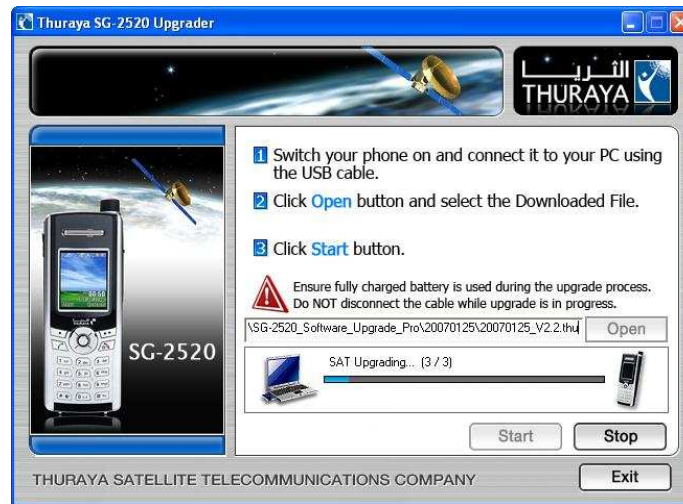 Thuraya SG-2520 Upgrader
الثريا
THURAYA
1 Switch your phone on and connect it to your PC using
the USB cable.
2 Click Open button and select the Downloaded File.
3 Click Start button.
Ensure fully charged battery is used during the upgrade process.
Do NOT disconnect the cable while upgrade is in progress.
\SG-2520_Software_Upgrade_Pro\20070125\20070125_V2.2.thu
Open
SG-2520
SAT Upgrading... (3 / 3)
Start
Stop
THURAYA SATELLITE TELECOMMUNICATIONS COMPANY
Exit